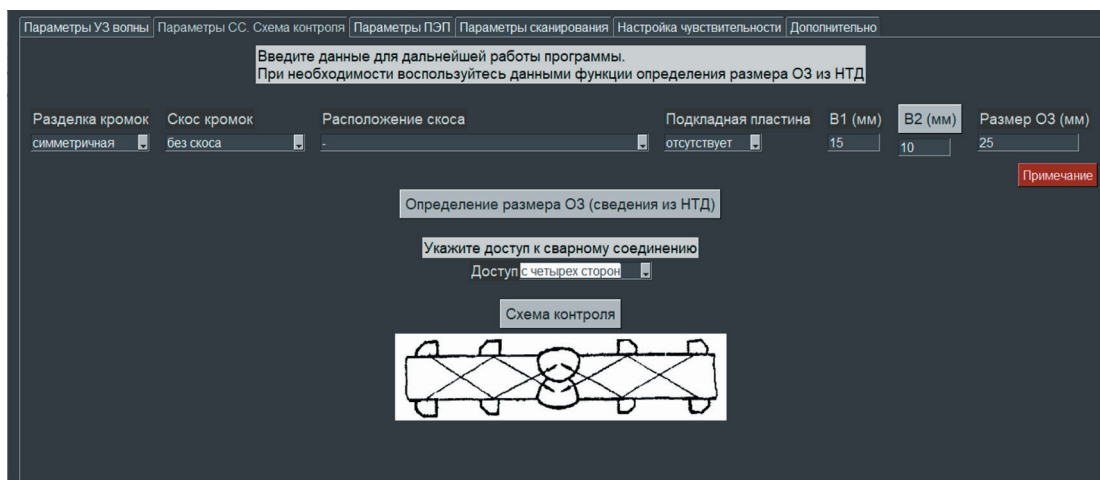 Параметры УЗ волны Параметры СС. Схема контроля Параметры ПЭП Параметры сканирования Настройка чувствительности Дополнительно
Введите данные для дальнейшей работы программы.
При необходимости воспользуйтесь данными функции определения размера ОЗ из НТД
Разделка кромок Скос кромок Расположение скоса Подкладная пластина B1 (мм) B2 (мм) Размер ОЗ (мм)
симметричная без скоса - отсутствует 15 10 25
Примечание
Определение размера ОЗ (сведения из НТД)
Укажите доступ к сварному соединению
Доступ с четырех сторон
Схема контроля